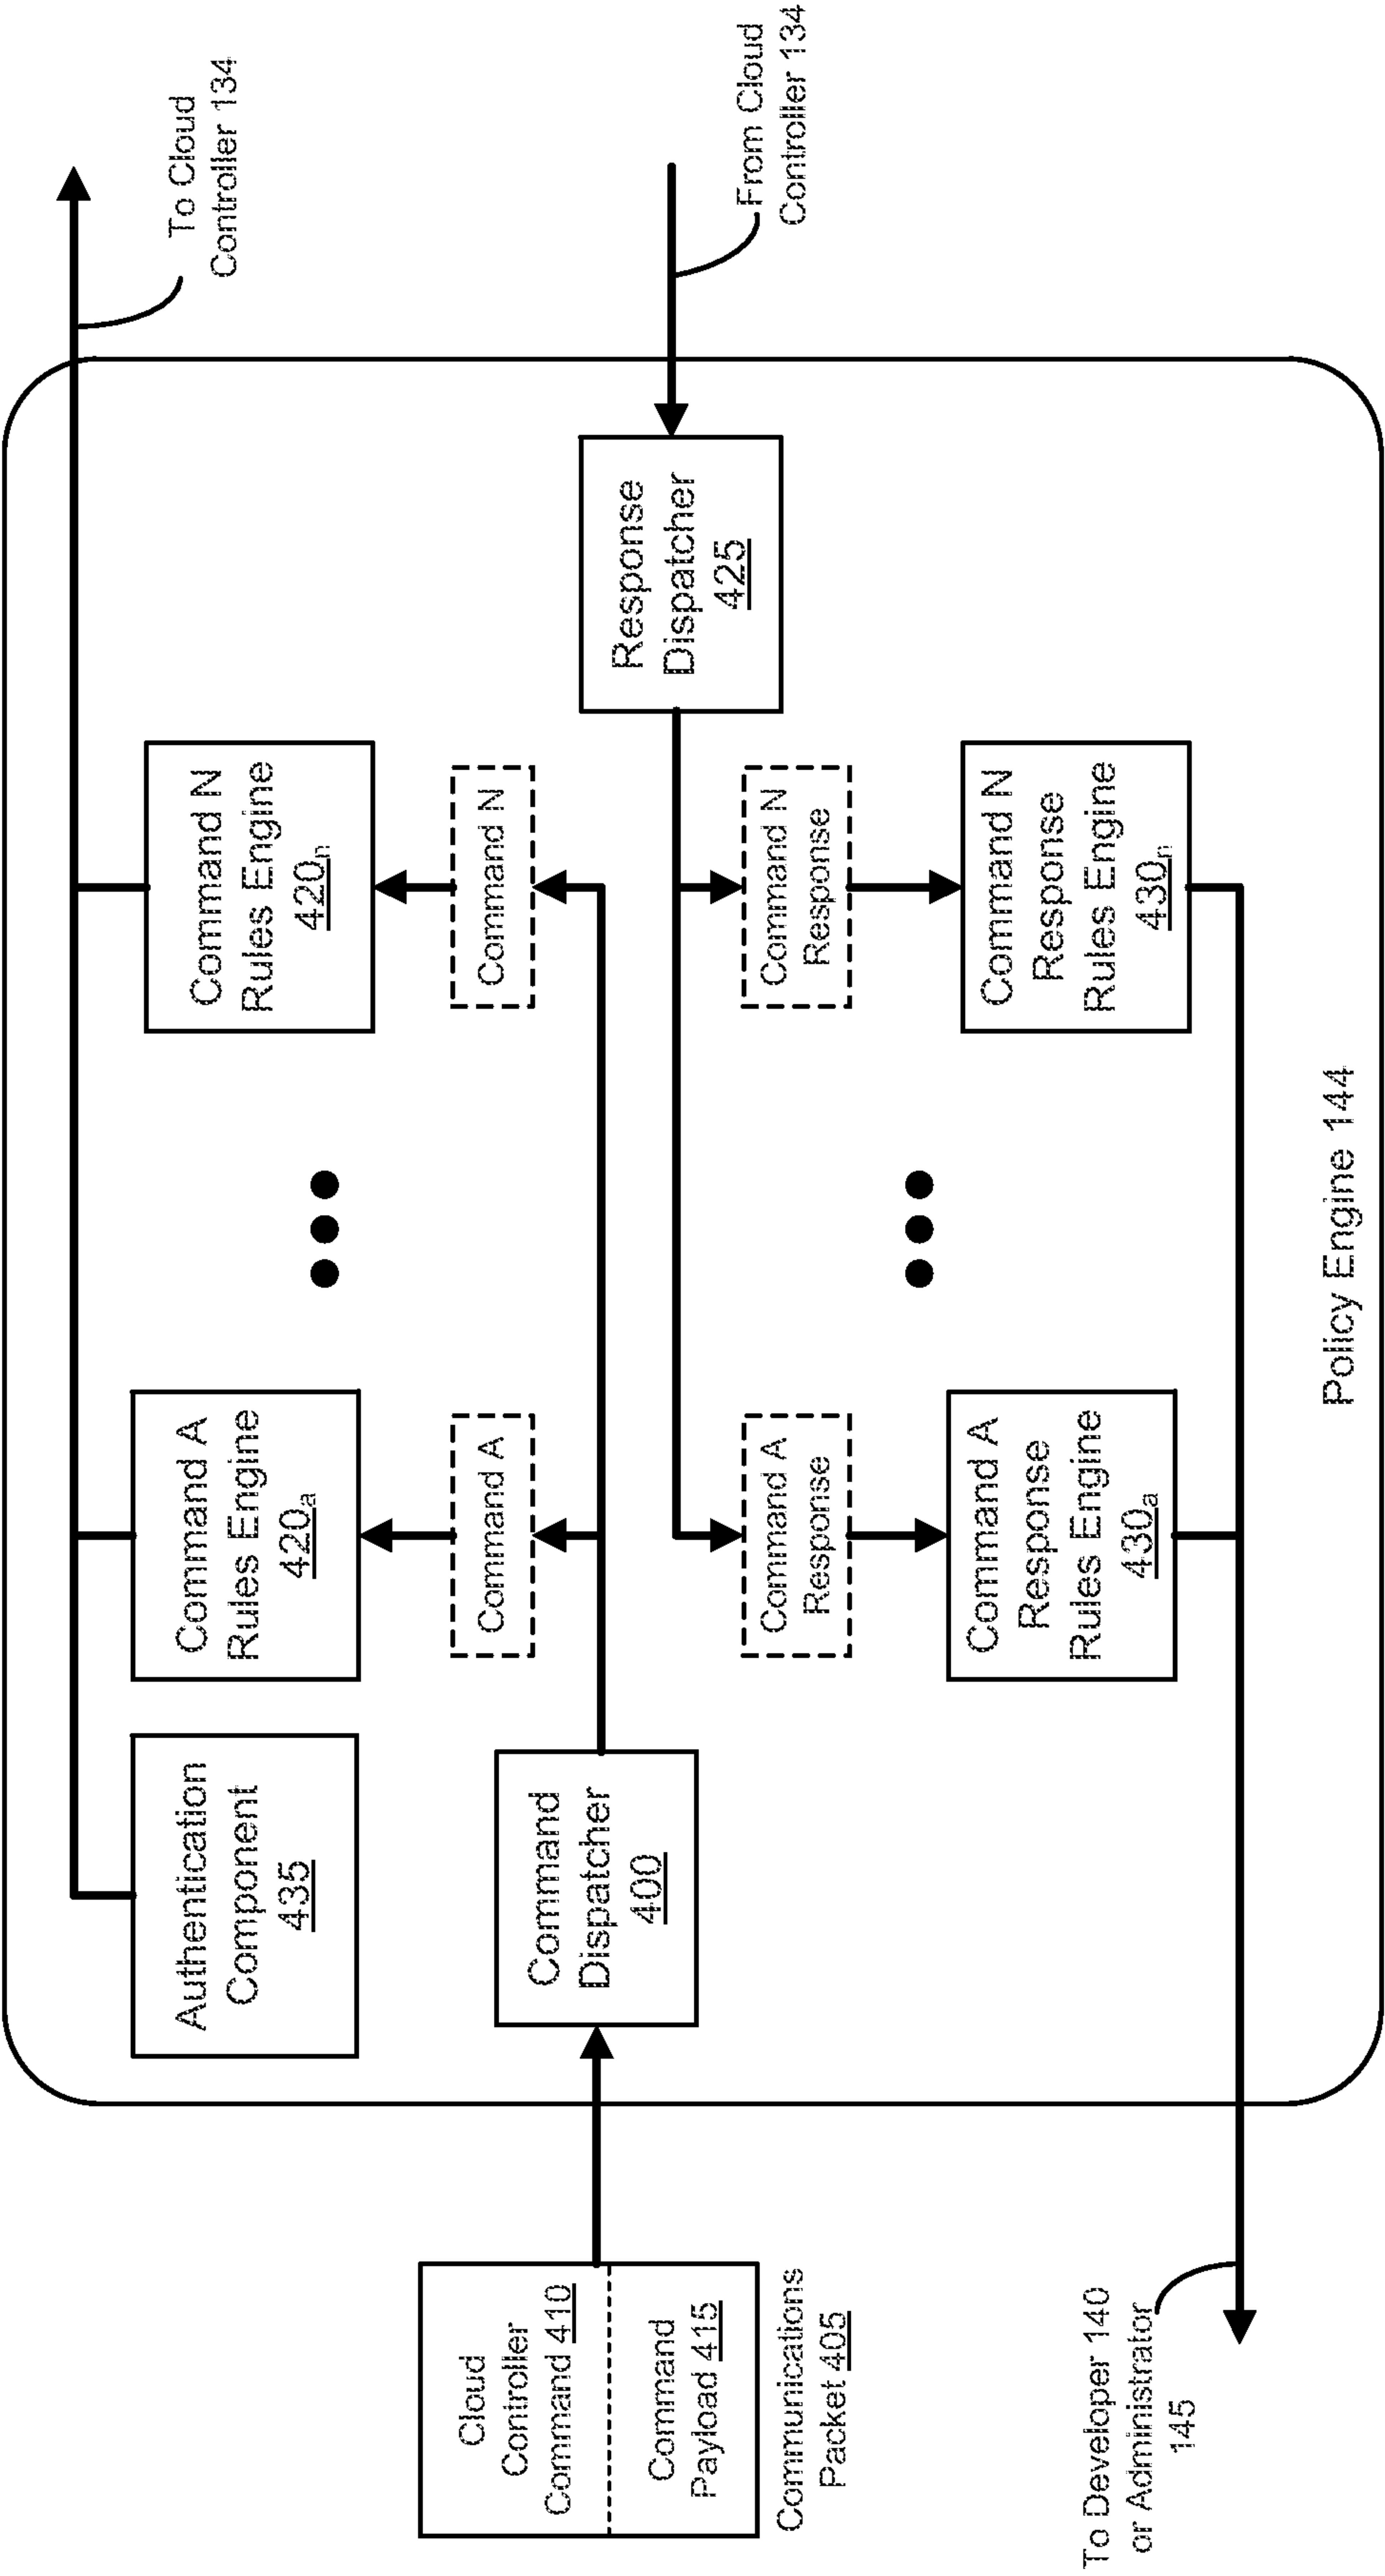 To Cloud
Controller 134
Authentication
Component
435
Command A
Rules Engine
420a
Command N
Rules Engine
420n
Command A
Command N
Cloud
Controller
Command 410
Command
Payload 415
Communications
Packet 405
Command
Dispatcher
400
Response
Dispatcher
425
From Cloud
Controller 134
Command A
Response
Command N
Response
Command A
Response
Rules Engine
430a
Command N
Response
Rules Engine
430n
To Developer 140
or Administrator
145
Policy Engine 144